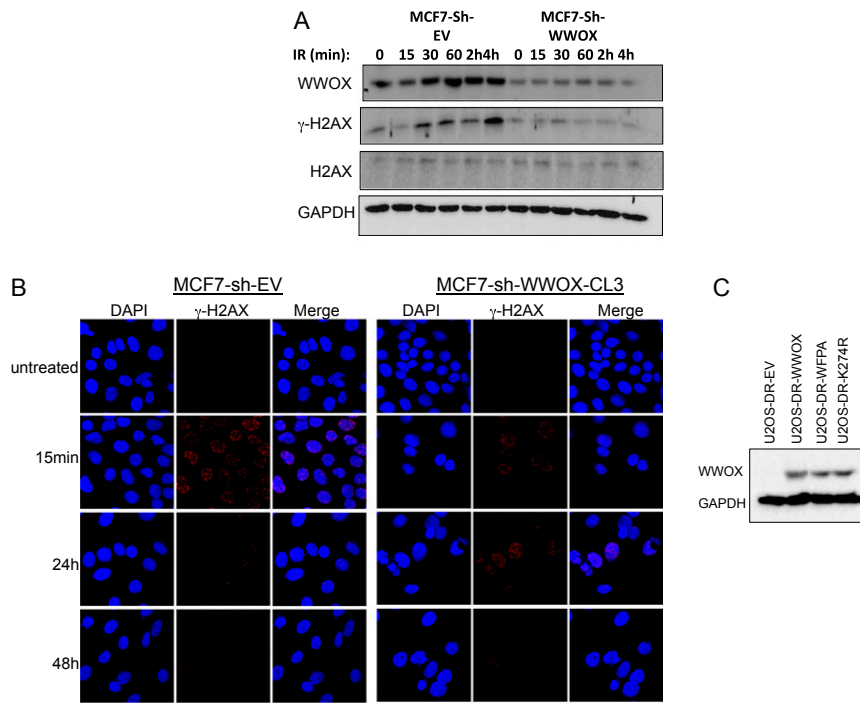 A
MCF7-Sh-EV
MCF7-Sh-WWOX
IR (min): 0 15 30 60 2h 4h 0 15 30 60 2h 4h
WWOX
γ-H2AX
H2AX
GAPDH
B
MCF7-sh-EV
MCF7-sh-WWOX-CL3
DAPI γ-H2AX Merge DAPI γ-H2AX Merge
untreated
15min
24h
48h
C
U2OS-DR-EV
U2OS-DR-WWOX
U2OS-DR-WFPA
U2OS-DR-K274R
WWOX
GAPDH